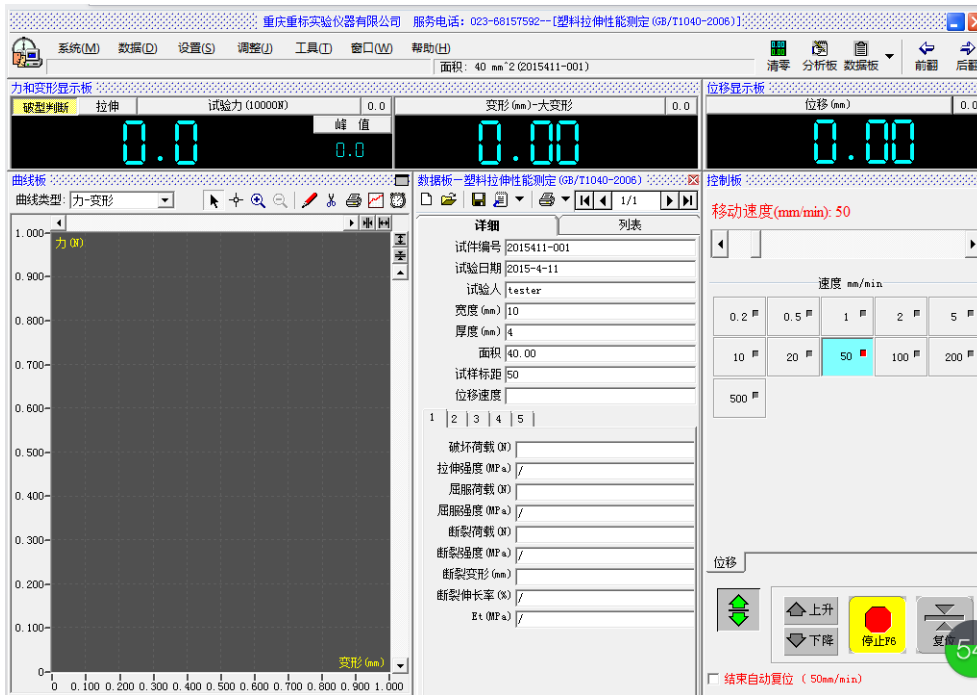 重庆重标实验仪器有限公司 服务电话：023-68157592--[塑料拉伸性能测定(GB/T1040-2006)]
系统(M) 数据(D) 设置(S) 调整(J) 工具(T) 窗口(W) 帮助(H)
清零 分析板 数据板 前翻 后翻
面积: 40 mm^2(2015411-001)
力和变形显示板
破型判断 拉伸 试验力(10000N) 0.0
峰 值
0.0
0.0
变形(mm)-大变形 0.0
0.00
位移显示板
位移(mm) 0.0
0.00
曲线板
曲线类型: 力-变形
力(N)
1.000
0.900
0.800
0.700
0.600
0.500
0.400
0.300
0.200
0.100
0
变形(mm)
0 0.100 0.200 0.300 0.400 0.500 0.600 0.700 0.800 0.900 1.000
数据板—塑料拉伸性能测定(GB/T1040-2006)
1/1
详细 列表
试件编号 2015411-001
试验日期 2015-4-11
试验人 tester
宽度(mm) 10
厚度(mm) 4
面积 40.00
试样标距 50
位移速度
1 2 3 4 5
破坏荷载(N)
拉伸强度(MPa) /
屈服荷载(N)
屈服强度(MPa) /
断裂荷载(N)
断裂强度(MPa) /
断裂变形(mm)
断裂伸长率(%) /
Et(MPa) /
控制板
移动速度(mm/min): 50
速度 mm/min
0.2 0.5 1 2 5
10 20 50 100 200
500
位移
上升
下降
停止F6
复位
54
结束自动复位 ( 50mm/min)